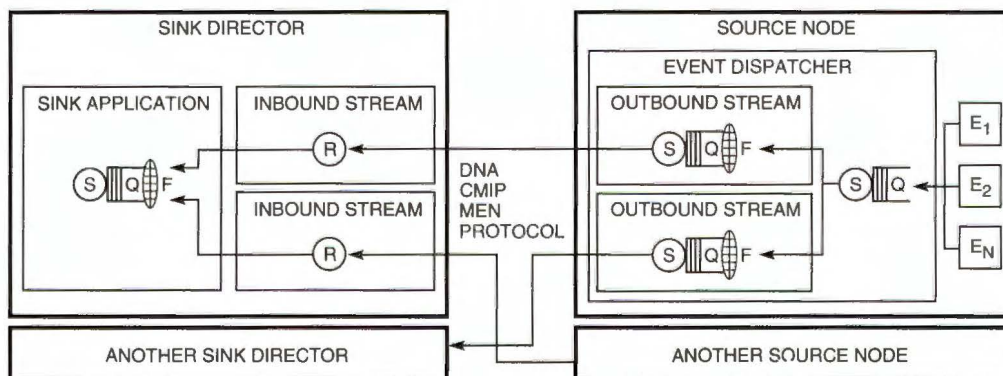 SINK DIRECTOR
SINK APPLICATION
S
Q
F
INBOUND STREAM
R
INBOUND STREAM
R
DNA
CMIP
MEN
PROTOCOL
SOURCE NODE
EVENT DISPATCHER
OUTBOUND STREAM
S
Q
F
OUTBOUND STREAM
S
Q
F
S
Q
E1
E2
EN
ANOTHER SINK DIRECTOR
ANOTHER SOURCE NODE